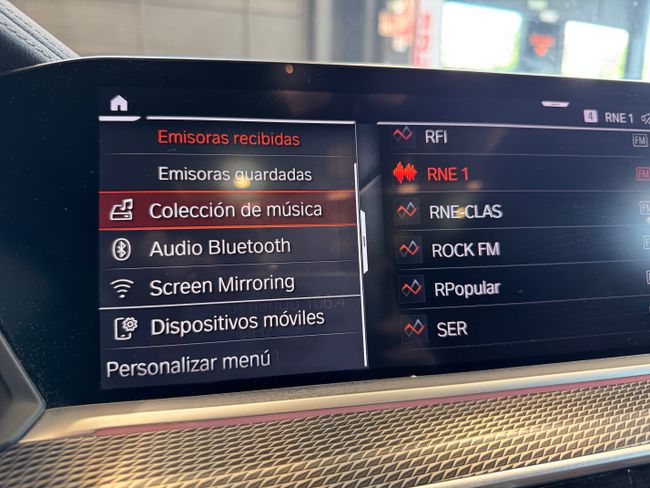 4 RNE 1
Emisoras recibidas
Emisoras guardadas
Colección de música
Audio Bluetooth
Screen Mirroring
Dispositivos móviles
Personalizar menú
RFI FM
RNE 1 FM
RNE-CLAS
ROCK FM
RPopular
SER